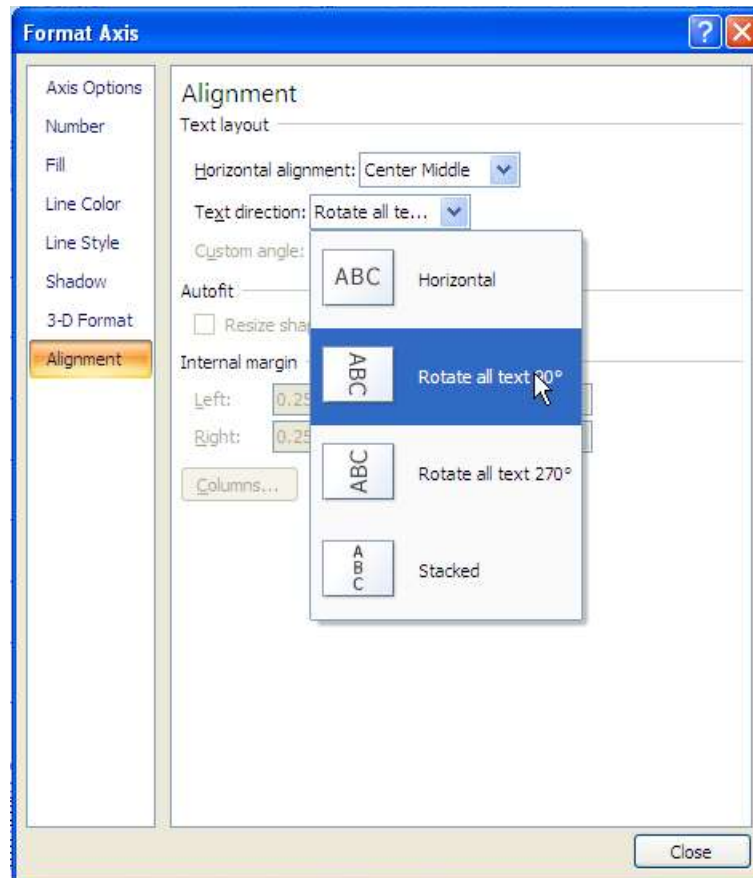 Format Axis
Axis Options
Number
Fill
Line Color
Line Style
Shadow
3-D Format
Alignment
Alignment
Text layout
Horizontal alignment: Center Middle
Text direction: Rotate all te...
Custom angle:
Autofit
Resize sha
Internal margin
Left: 0.25
Right: 0.25
Columns...
ABC Horizontal
ABC Rotate all text 90°
ABC Rotate all text 270°
A
B
C
Stacked
Close